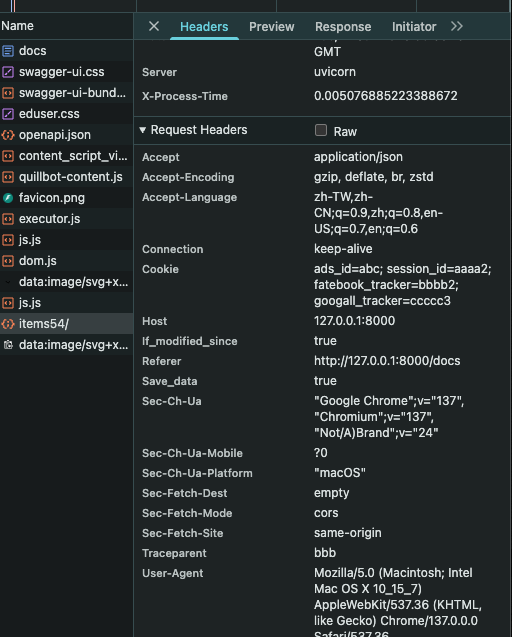 Name
docs
swagger-ui.css
swagger-ui-bund...
eduser.css
openapi.json
content_script_vi...
quillbot-content.js
favicon.png
executor.js
js.js
dom.js
data:image/svg+x...
js.js
items54/
data:image/svg+x...
Headers Preview Response Initiator
GMT
Server uvicorn
X-Process-Time 0.005076885223388672
Request Headers Raw
Accept application/json
Accept-Encoding gzip, deflate, br, zstd
Accept-Language zh-TW,zh-
CN;q=0.9,zh;q=0.8,en-
US;q=0.7,en;q=0.6
Connection keep-alive
Cookie ads_id=abc; session_id=aaaa2;
fatebook_tracker=bbbb2;
googall_tracker=ccccc3
Host 127.0.0.1:8000
If_modified_since true
Referer http://127.0.0.1:8000/docs
Save_data true
Sec-Ch-Ua "Google Chrome";v="137",
"Chromium";v="137",
"Not/A)Brand";v="24"
Sec-Ch-Ua-Mobile ?0
Sec-Ch-Ua-Platform "macOS"
Sec-Fetch-Dest empty
Sec-Fetch-Mode cors
Sec-Fetch-Site same-origin
Traceparent bbb
User-Agent Mozilla/5.0 (Macintosh; Intel
Mac OS X 10_15_7)
AppleWebKit/537.36 (KHTML,
like Gecko) Chrome/137.0.0.0
Safari/537.36